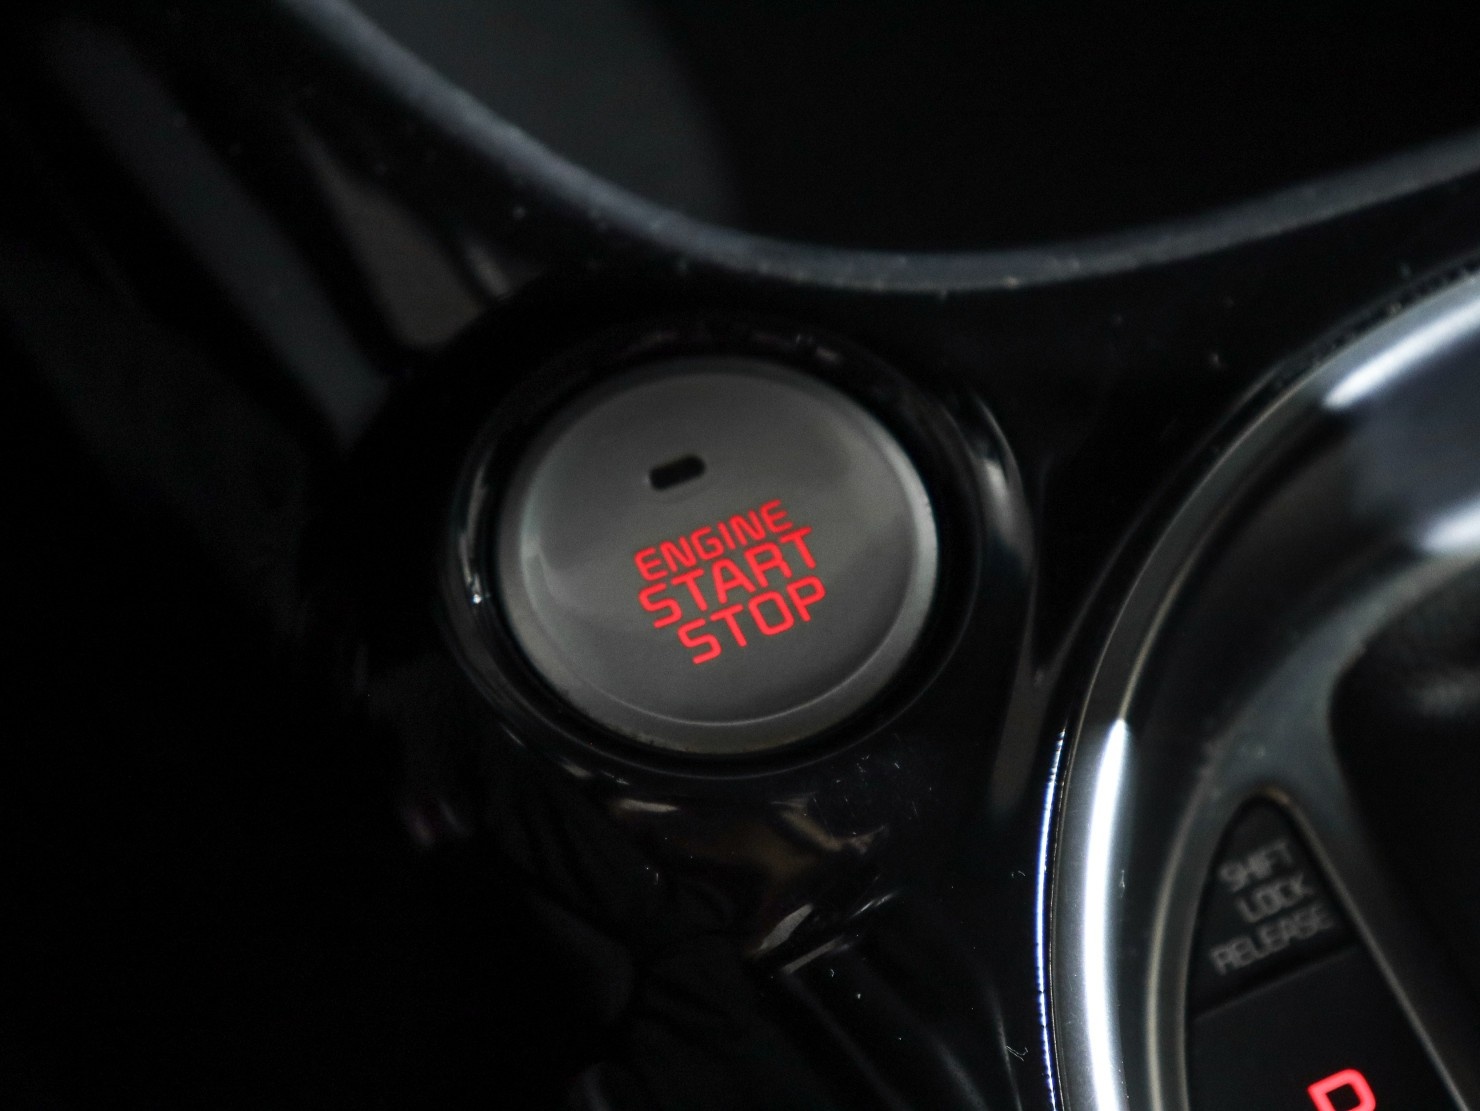 ENGINE
START
STOP
SHIFT
LOCK
RELEASE
P